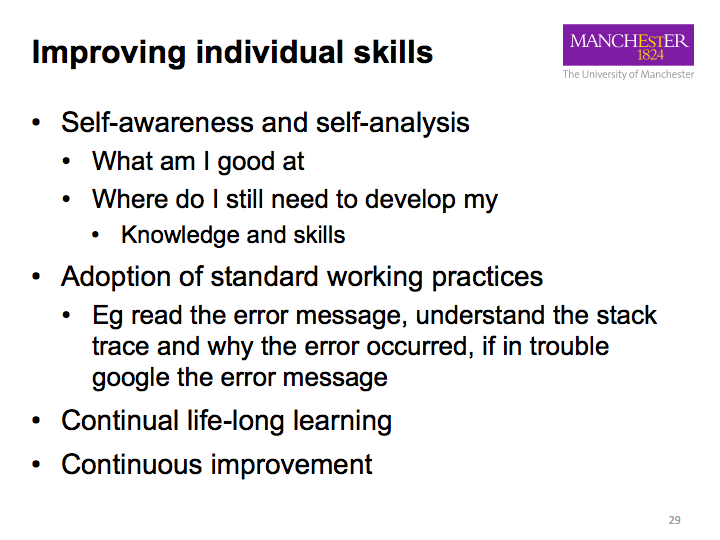 Improving individual skills
MANCHEsTER
1824
The University of Manchester
• Self-awareness and self-analysis
• What am I good at
• Where do I still need to develop my
• Knowledge and skills
• Adoption of standard working practices
• Eg read the error message, understand the stack
trace and why the error occurred, if in trouble
google the error message
• Continual life-long learning
• Continuous improvement
29